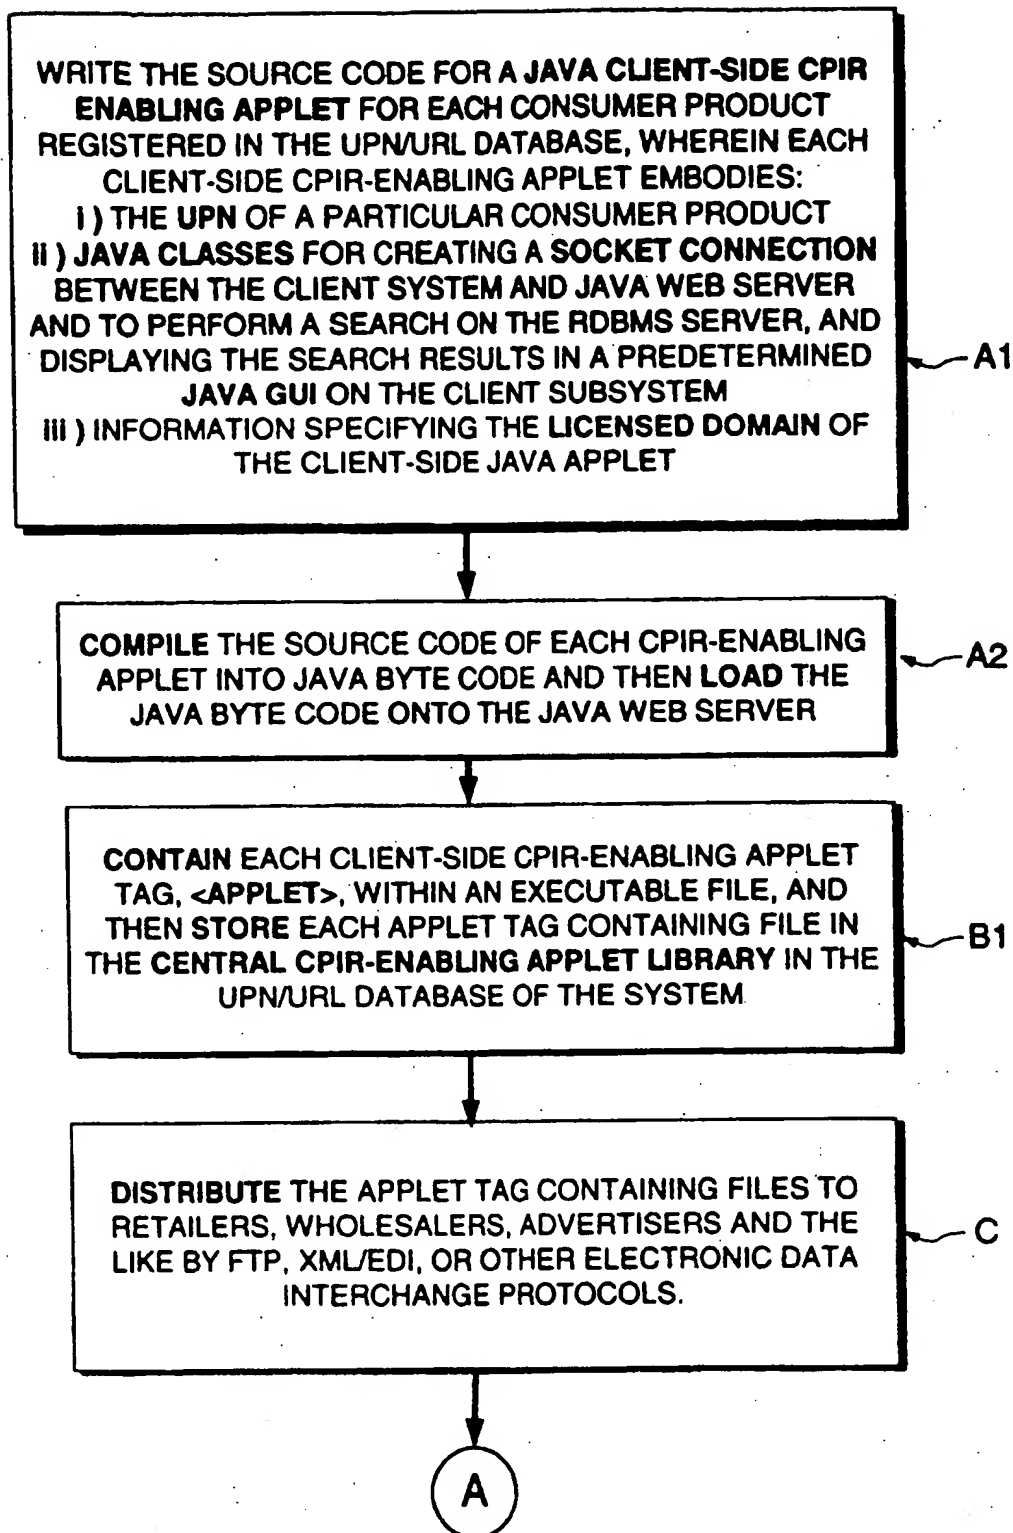 WRITE THE SOURCE CODE FOR A JAVA CLIENT-SIDE CPIR
ENABLING APPLET FOR EACH CONSUMER PRODUCT
REGISTERED IN THE UPN/URL DATABASE, WHEREIN EACH
CLIENT-SIDE CPIR-ENABLING APPLET EMBODIES:
i ) THE UPN OF A PARTICULAR CONSUMER PRODUCT
ii ) JAVA CLASSES FOR CREATING A SOCKET CONNECTION
BETWEEN THE CLIENT SYSTEM AND JAVA WEB SERVER
AND TO PERFORM A SEARCH ON THE RDBMS SERVER, AND
DISPLAYING THE SEARCH RESULTS IN A PREDETERMINED
JAVA GUI ON THE CLIENT SUBSYSTEM
iii ) INFORMATION SPECIFYING THE LICENSED DOMAIN OF
THE CLIENT-SIDE JAVA APPLET
A1
COMPILE THE SOURCE CODE OF EACH CPIR-ENABLING
APPLET INTO JAVA BYTE CODE AND THEN LOAD THE
JAVA BYTE CODE ONTO THE JAVA WEB SERVER
A2
CONTAIN EACH CLIENT-SIDE CPIR-ENABLING APPLET
TAG, <APPLET>, WITHIN AN EXECUTABLE FILE, AND
THEN STORE EACH APPLET TAG CONTAINING FILE IN
THE CENTRAL CPIR-ENABLING APPLET LIBRARY IN THE
UPN/URL DATABASE OF THE SYSTEM
B1
DISTRIBUTE THE APPLET TAG CONTAINING FILES TO
RETAILERS, WHOLESALERS, ADVERTISERS AND THE
LIKE BY FTP, XML/EDI, OR OTHER ELECTRONIC DATA
INTERCHANGE PROTOCOLS.
C
A